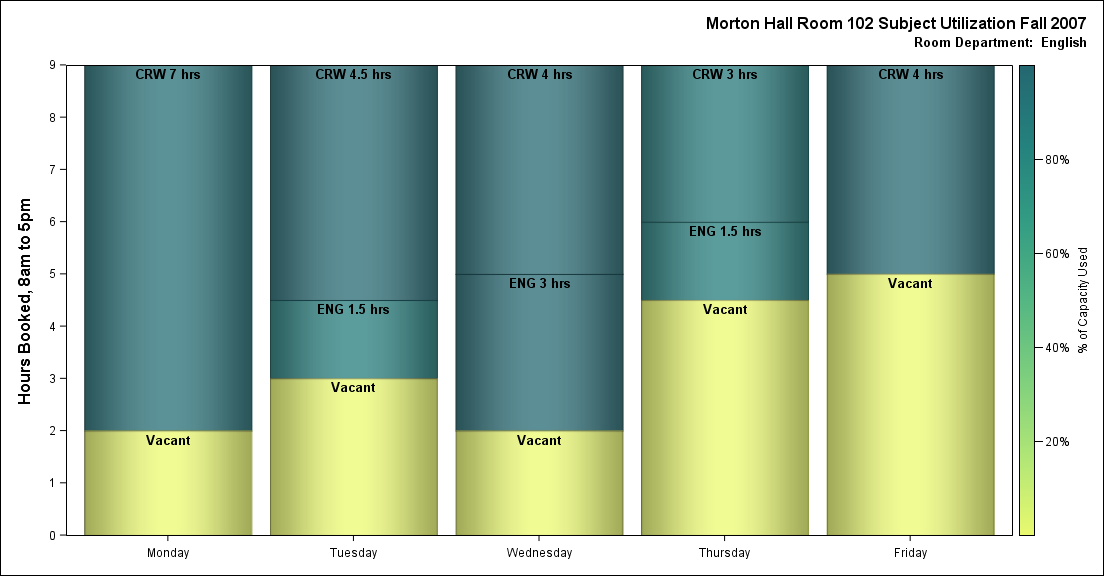 Morton Hall Room 102 Subject Utilization Fall 2007
Room Department:  English
Hours Booked, 8am to 5pm
9
8
7
6
5
4
3
2
1
0
CRW 7 hrs
Vacant
CRW 4.5 hrs
ENG 1.5 hrs
Vacant
CRW 4 hrs
ENG 3 hrs
Vacant
CRW 3 hrs
ENG 1.5 hrs
Vacant
CRW 4 hrs
Vacant
Monday
Tuesday
Wednesday
Thursday
Friday
80%
60%
40%
20%
% of Capacity Used